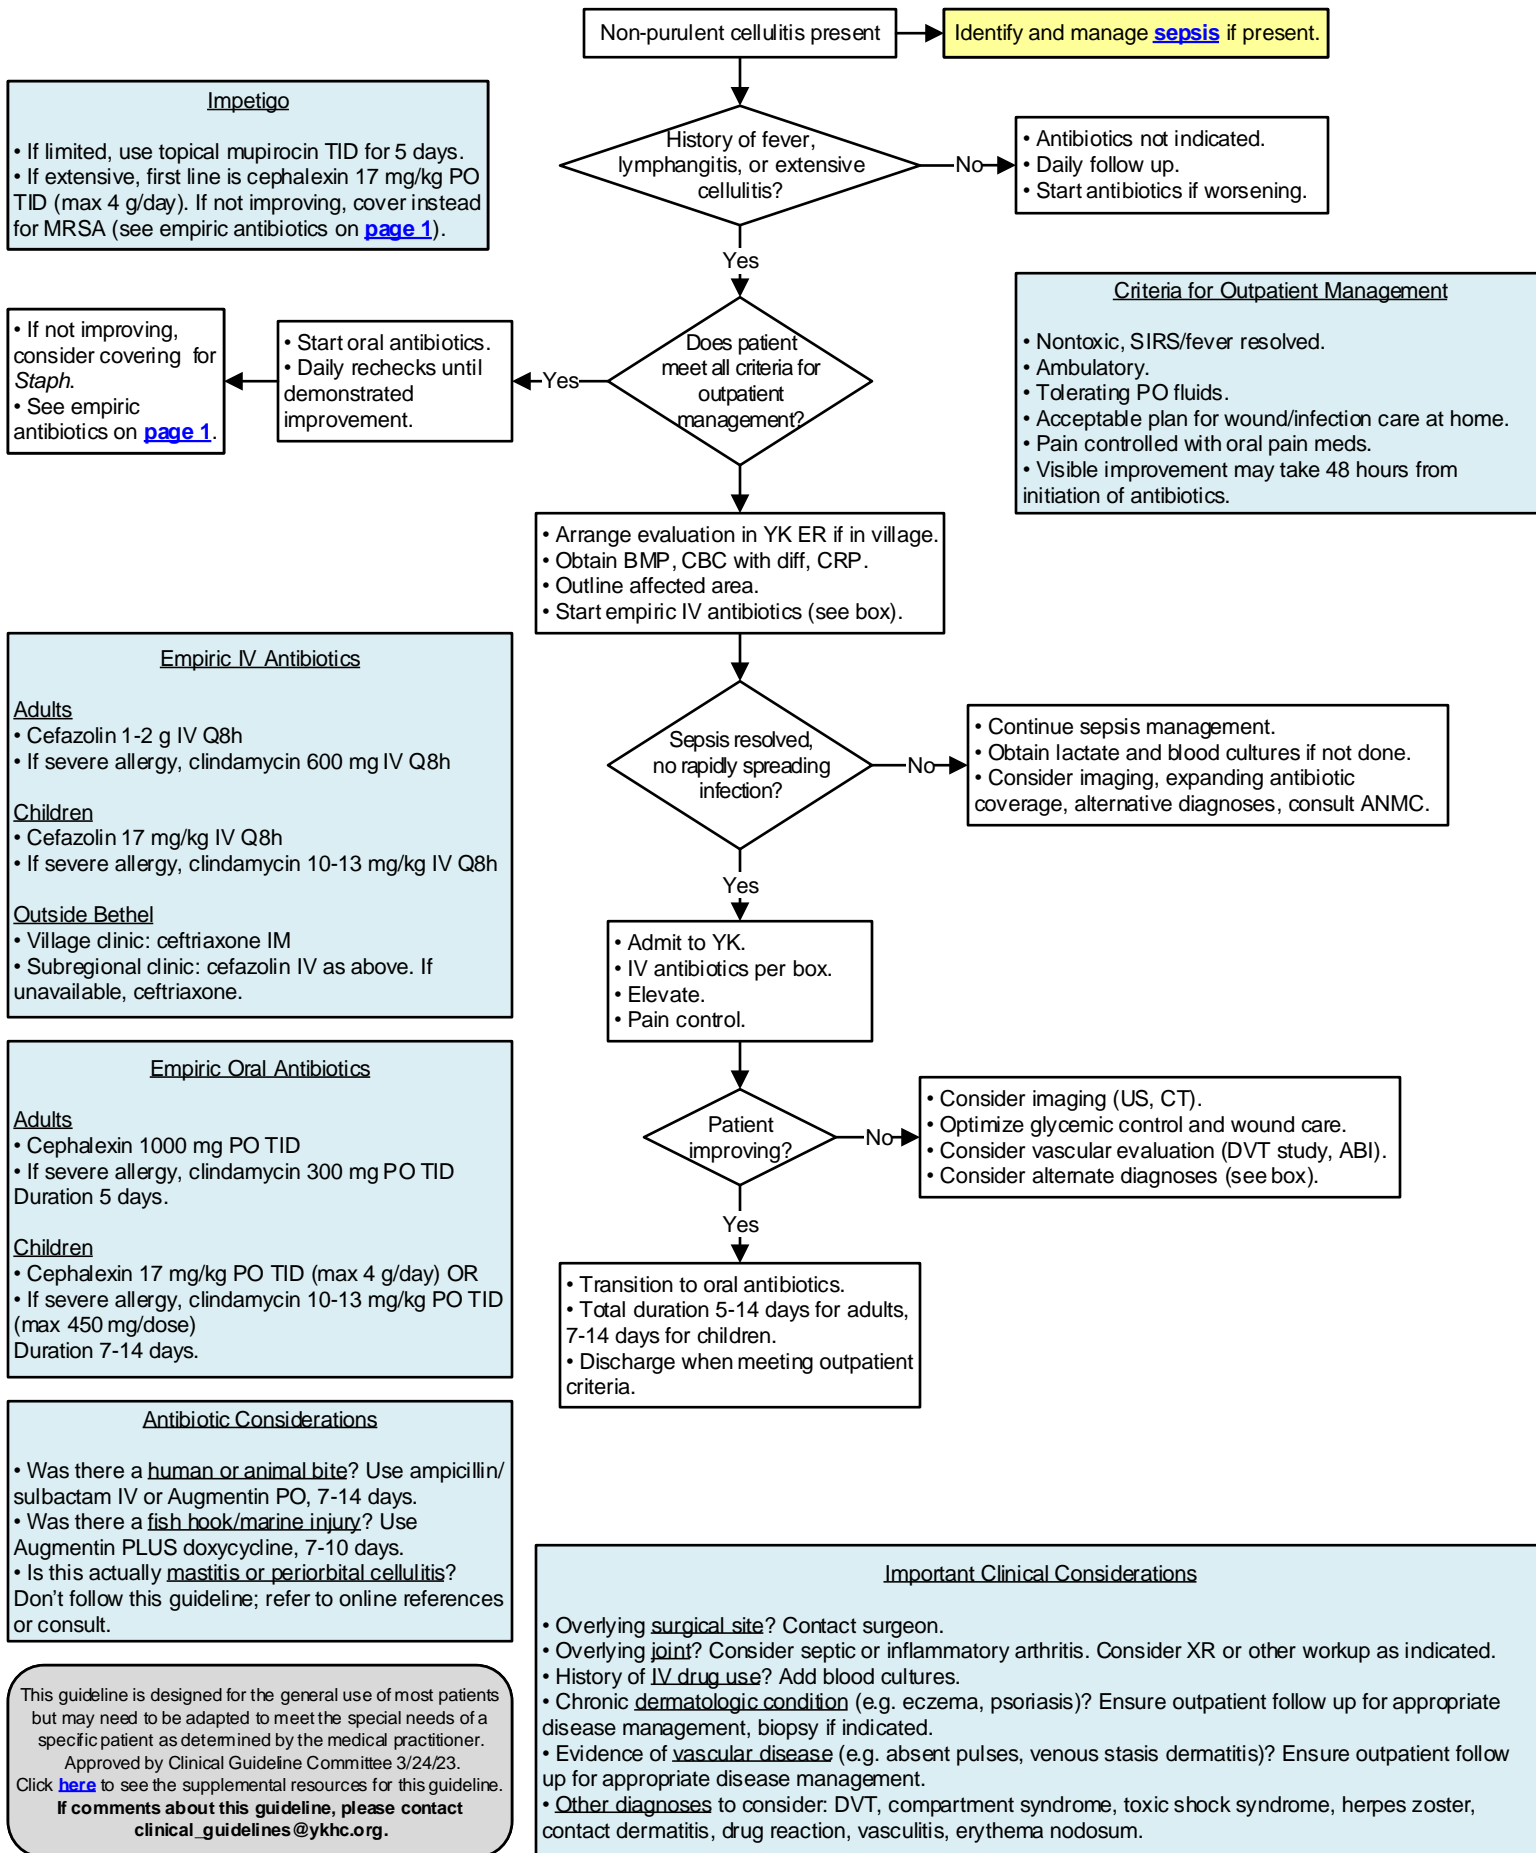 Non-purulent cellulitis present
Identify and manage sepsis if present.
Impetigo
• If limited, use topical mupirocin TID for 5 days.
• If extensive, first line is cephalexin 17 mg/kg PO
TID (max 4 g/day). If not improving, cover instead
for MRSA (see empiric antibiotics on page 1).
History of fever,
lymphangitis, or extensive
cellulitis?
No
• Antibiotics not indicated.
• Daily follow up.
• Start antibiotics if worsening.
Yes
Criteria for Outpatient Management
• Nontoxic, SIRS/fever resolved.
• Ambulatory.
• Tolerating PO fluids.
• Acceptable plan for wound/infection care at home.
• Pain controlled with oral pain meds.
• Visible improvement may take 48 hours from
initiation of antibiotics.
Does patient
meet all criteria for
outpatient
management?
Yes
• Start oral antibiotics.
• Daily rechecks until
demonstrated
improvement.
• If not improving,
consider covering for
Staph.
• See empiric
antibiotics on page 1.
• Arrange evaluation in YK ER if in village.
• Obtain BMP, CBC with diff, CRP.
• Outline affected area.
• Start empiric IV antibiotics (see box).
Empiric IV Antibiotics
Adults
• Cefazolin 1-2 g IV Q8h
• If severe allergy, clindamycin 600 mg IV Q8h
Children
• Cefazolin 17 mg/kg IV Q8h
• If severe allergy, clindamycin 10-13 mg/kg IV Q8h
Outside Bethel
• Village clinic: ceftriaxone IM
• Subregional clinic: cefazolin IV as above. If
unavailable, ceftriaxone.
Sepsis resolved,
no rapidly spreading
infection?
No
• Continue sepsis management.
• Obtain lactate and blood cultures if not done.
• Consider imaging, expanding antibiotic
coverage, alternative diagnoses, consult ANMC.
Yes
• Admit to YK.
• IV antibiotics per box.
• Elevate.
• Pain control.
Empiric Oral Antibiotics
Adults
• Cephalexin 1000 mg PO TID
• If severe allergy, clindamycin 300 mg PO TID
Duration 5 days.
Children
• Cephalexin 17 mg/kg PO TID (max 4 g/day) OR
• If severe allergy, clindamycin 10-13 mg/kg PO TID
(max 450 mg/dose)
Duration 7-14 days.
Patient
improving?
No
• Consider imaging (US, CT).
• Optimize glycemic control and wound care.
• Consider vascular evaluation (DVT study, ABI).
• Consider alternate diagnoses (see box).
Yes
• Transition to oral antibiotics.
• Total duration 5-14 days for adults,
7-14 days for children.
• Discharge when meeting outpatient
criteria.
Antibiotic Considerations
• Was there a human or animal bite? Use ampicillin/
sulbactam IV or Augmentin PO, 7-14 days.
• Was there a fish hook/marine injury? Use
Augmentin PLUS doxycycline, 7-10 days.
• Is this actually mastitis or periorbital cellulitis?
Don't follow this guideline; refer to online references
or consult.
Important Clinical Considerations
• Overlying surgical site? Contact surgeon.
• Overlying joint? Consider septic or inflammatory arthritis. Consider XR or other workup as indicated.
• History of IV drug use? Add blood cultures.
• Chronic dermatologic condition (e.g. eczema, psoriasis)? Ensure outpatient follow up for appropriate
disease management, biopsy if indicated.
• Evidence of vascular disease (e.g. absent pulses, venous stasis dermatitis)? Ensure outpatient follow
up for appropriate disease management.
• Other diagnoses to consider: DVT, compartment syndrome, toxic shock syndrome, herpes zoster,
contact dermatitis, drug reaction, vasculitis, erythema nodosum.
This guideline is designed for the general use of most patients
but may need to be adapted to meet the special needs of a
specific patient as determined by the medical practitioner.
Approved by Clinical Guideline Committee 3/24/23.
Click here to see the supplemental resources for this guideline.
If comments about this guideline, please contact
clinical_guidelines@ykhc.org.